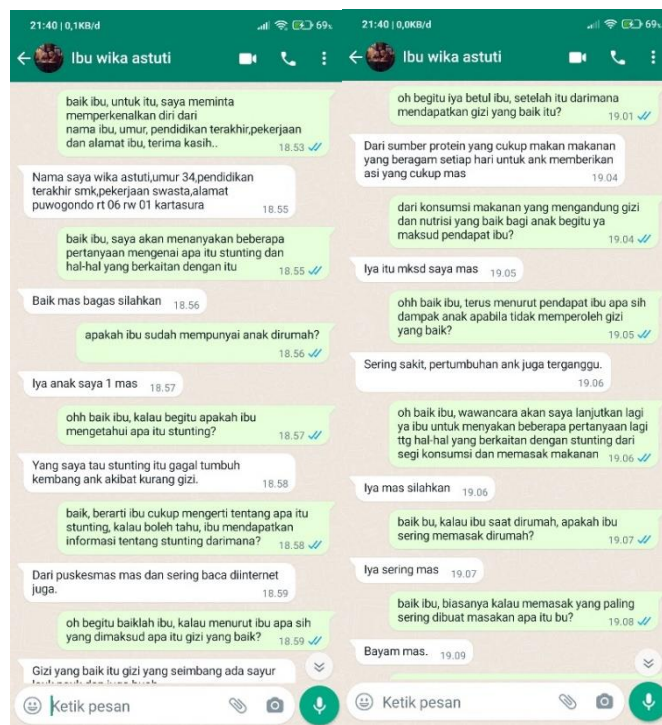 21:40 | 0,1KB/d
69%
Ibu wika astuti
baik ibu, untuk itu, saya meminta
memperkenalkan diri dari
nama ibu, umur, pendidikan terakhir,pekerjaan
dan alamat ibu, terima kasih..
18.53
Nama saya wika astuti,umur 34,pendidikan
terakhir smk,pekerjaan swasta,alamat
puwogondo rt 06 rw 01 kartasura
18.55
baik ibu, saya akan menanyakan beberapa
pertanyaan mengenai apa itu stunting dan
hal-hal yang berkaitan dengan itu
18.55
Baik mas bagas silahkan
18.56
apakah ibu sudah mempunyai anak dirumah?
18.56
Iya anak saya 1 mas
18.57
ohh baik ibu, kalau begitu apakah ibu
mengetahui apa itu stunting?
18.57
Yang saya tau stunting itu gagal tumbuh
kembang ank akibat kurang gizi.
18.58
baik, berarti ibu cukup mengerti tentang apa itu
stunting, kalau boleh tahu, ibu mendapatkan
informasi tentang stunting darimana?
18.58
Dari puskesmas mas dan sering baca diinternet
juga.
18.59
oh begitu baiklah ibu, kalau menurut ibu apa sih
yang dimaksud apa itu gizi yang baik?
18.59
Gizi yang baik itu gizi yang seimbang ada sayur
Ketik pesan
21:40 | 0,0KB/d
69%
Ibu wika astuti
oh begitu iya betul ibu, setelah itu darimana
mendapatkan gizi yang baik itu?
19.01
Dari sumber protein yang cukup makan makanan
yang beragam setiap hari untuk ank memberikan
asi yang cukup mas
19.04
dari konsumsi makanan yang mengandung gizi
dan nutrisi yang baik bagi anak begitu ya
maksud pendapat ibu?
19.04
Iya itu mksd saya mas
19.05
ohh baik ibu, terus menurut pendapat ibu apa sih
dampak anak apabila tidak memperoleh gizi
yang baik?
19.05
Sering sakit, pertumbuhan ank juga terganggu.
19.06
oh baik ibu, wawancara akan saya lanjutkan lagi
ya ibu untuk menyakan beberapa pertanyaan lagi
ttg hal-hal yang berkaitan dengan stunting dari
segi konsumsi dan memasak makanan
19.06
Iya mas silahkan
19.06
baik bu, kalau ibu saat dirumah, apakah ibu
sering memasak dirumah?
19.07
Iya sering mas
19.07
baik ibu, biasanya kalau memasak yang paling
sering dibuat masakan apa itu bu?
19.08
Bayam mas.
19.09
Ketik pesan